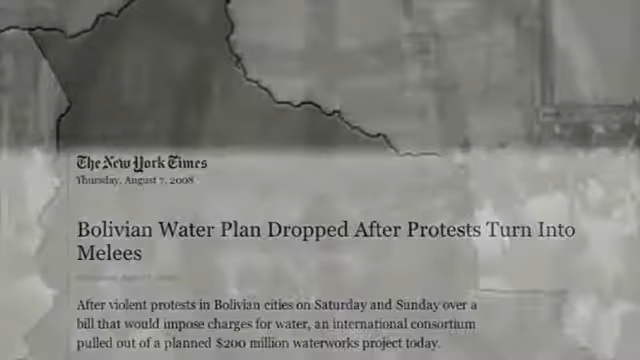 The New York Times
Thursday, August 7, 2008
Bolivian Water Plan Dropped After Protests Turn Into
Melees
After violent protests in Bolivian cities on Saturday and Sunday over a
bill that would impose charges for water, an international consortium
pulled out of a planned $200 million waterworks project today.